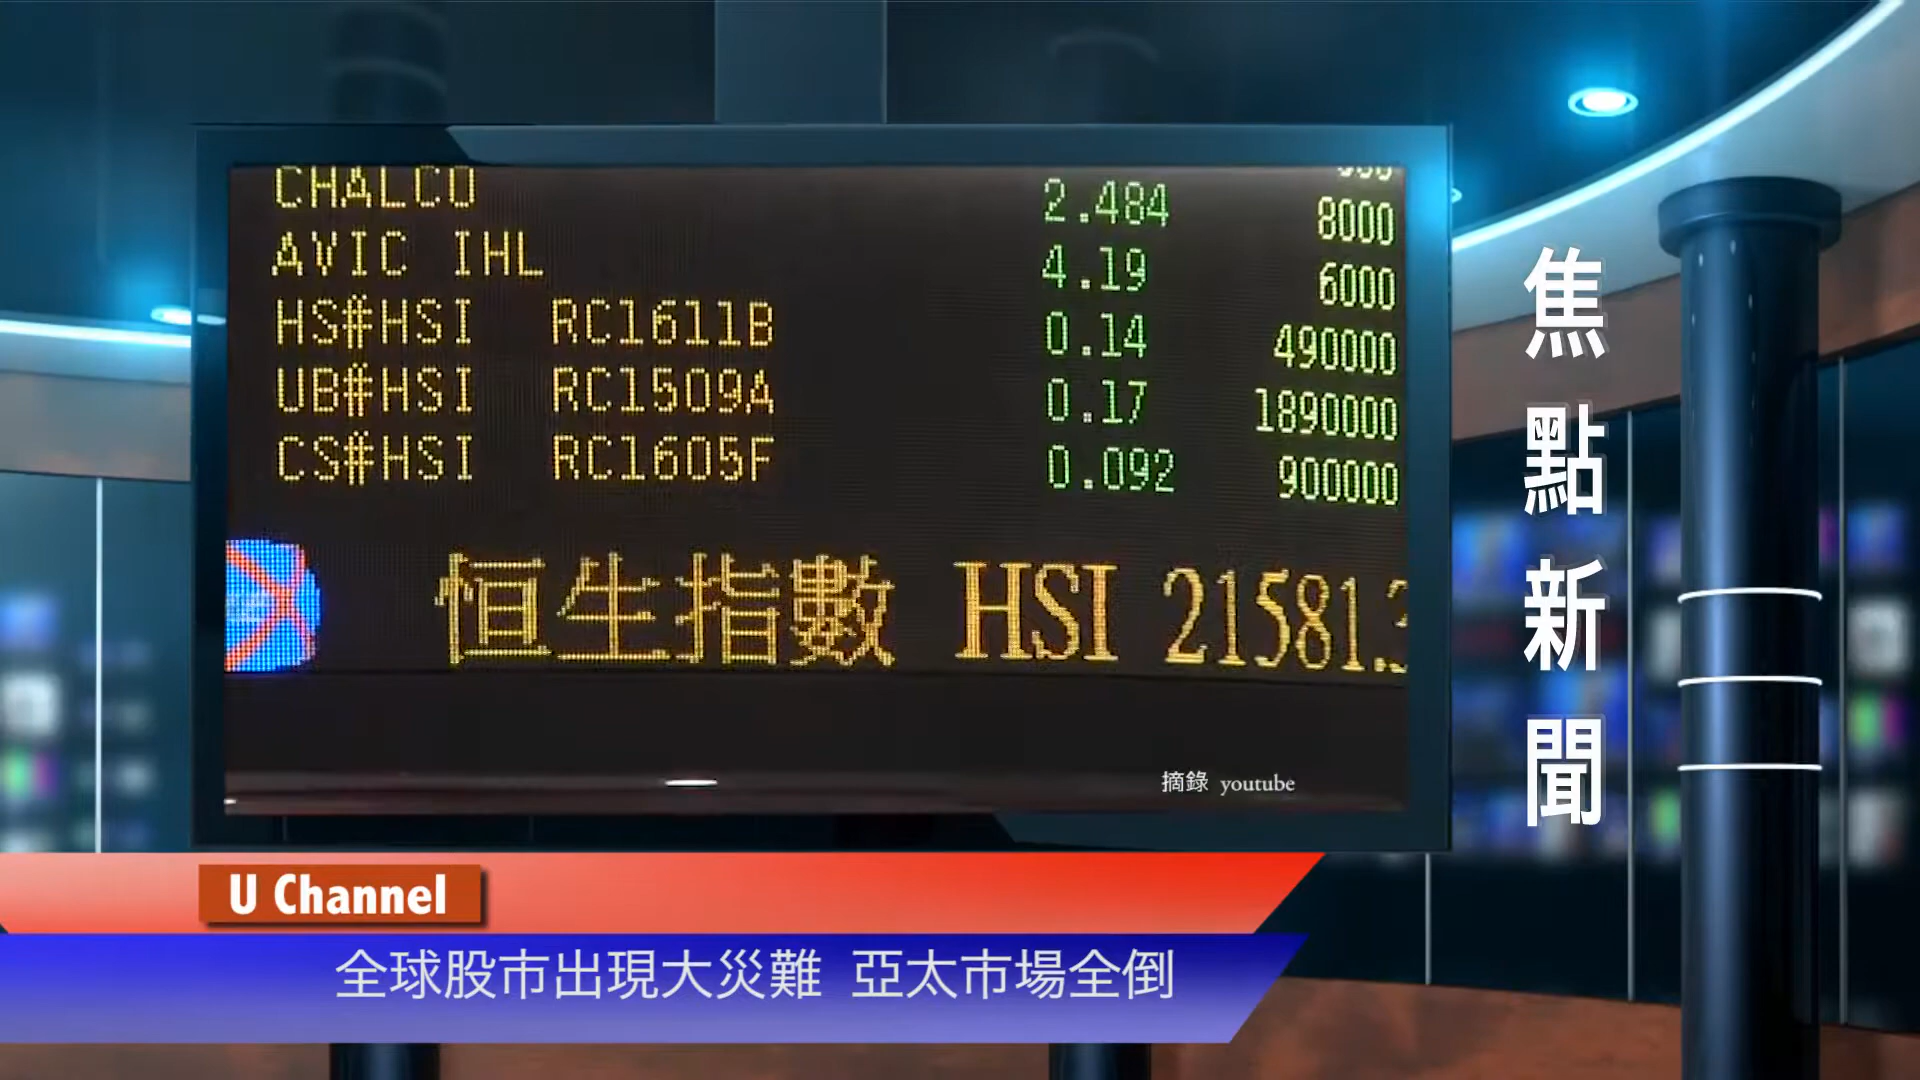 CHALCO 2.484 8000
AVIC IHL 4.19 6000
HS#HSI RC1611B 0.14 490000
UB#HSI RC1509A 0.17 1890000
CS#HSI RC1605F 0.092 900000
恒生指數 HSI 21581.3
摘錄 youtube
焦點新聞
U Channel
全球股市出現大災難 亞太市場全倒